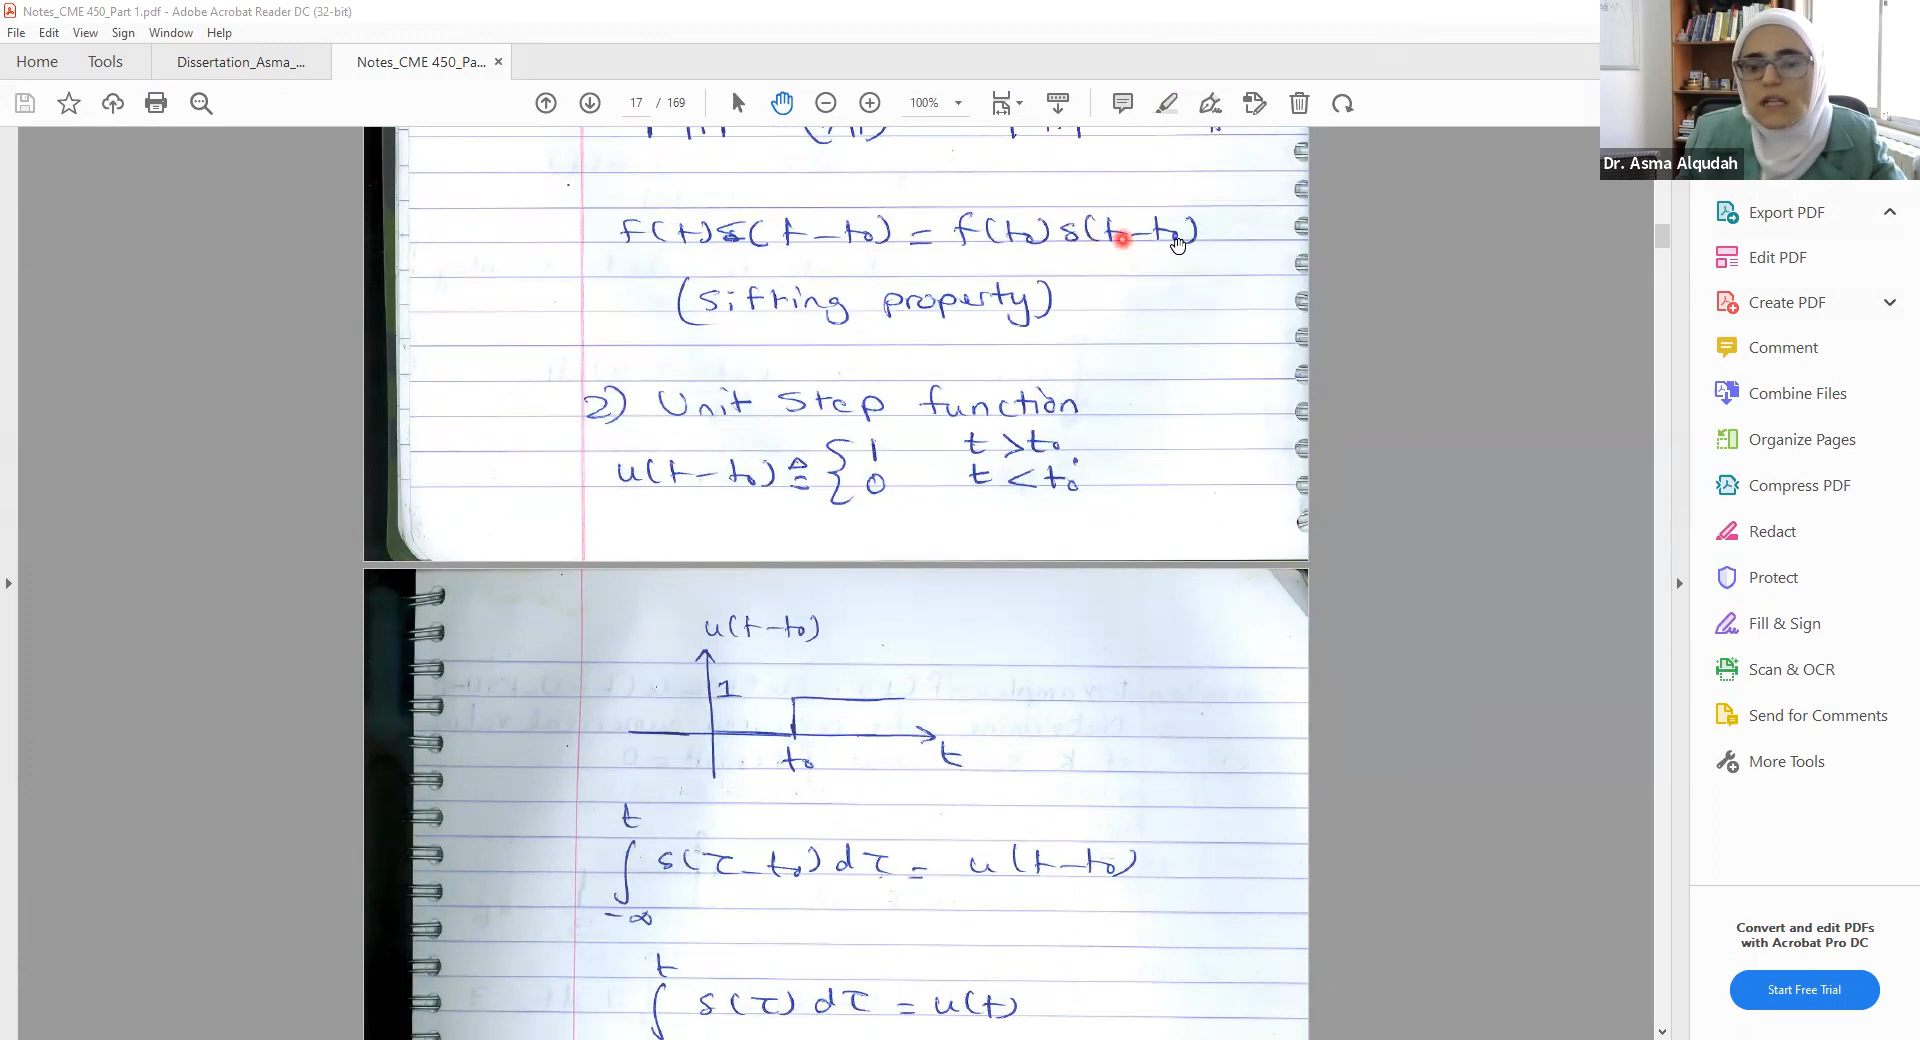 Notes_CME 450_Part 1.pdf - Adobe Acrobat Reader DC (32-bit)
File Edit View Sign Window Help
Home Tools Dissertation_Asma_... Notes_CME 450_Pa... ×
17 / 169 100%
Dr. Asma Alqudah
f(t)δ(t-t₀) = f(t₀)δ(t-t₀)
(sifting property)
2) Unit Step function
u(t-t₀) ≜ { 1 t > t₀
0 t < t₀
u(t-t₀)
1
t₀ t
t
∫ δ(τ-t₀)dτ = u(t-t₀)
-∞
t
∫ δ(τ)dτ = u(t)
Export PDF
Edit PDF
Create PDF
Comment
Combine Files
Organize Pages
Compress PDF
Redact
Protect
Fill & Sign
Scan & OCR
Send for Comments
More Tools
Convert and edit PDFs
with Acrobat Pro DC
Start Free Trial